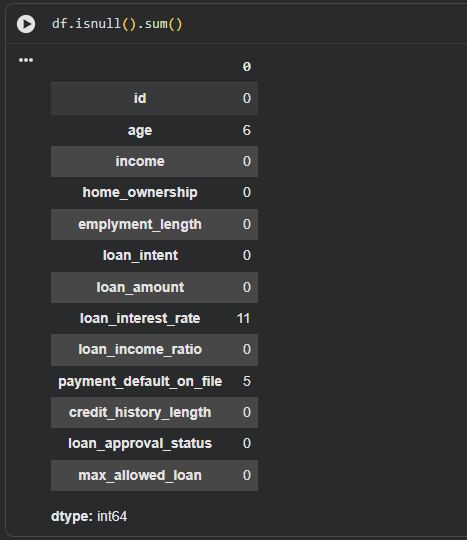 df.isnull().sum()
0
id 0
age 6
income 0
home_ownership 0
emplyment_length 0
loan_intent 0
loan_amount 0
loan_interest_rate 11
loan_income_ratio 0
payment_default_on_file 5
credit_history_length 0
loan_approval_status 0
max_allowed_loan 0
dtype: int64